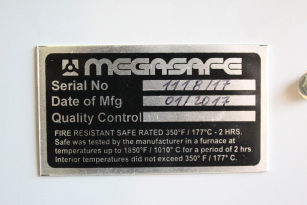 MEGASAFE
Serial No 1118/17
Date of Mfg 01/2017
Quality Control
FIRE RESISTANT SAFE RATED 350°F / 177°C - 2 HRS.
Safe was tested by the manufacturer in a furnace at
temperatures up to 1850°F / 1010° C for a period of 2 hrs
Interior temperatures did not exceed 350° F / 177° C.